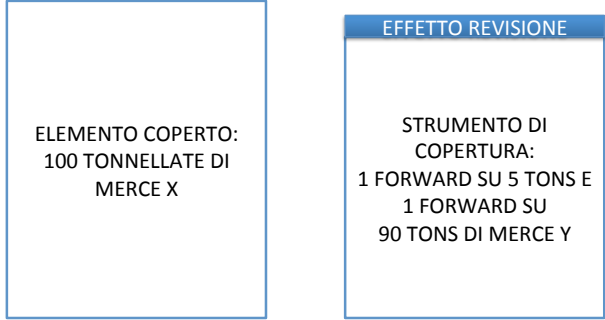 ELEMENTO COPERTO:
100 TONNELLATE DI
MERCE X
EFFETTO REVISIONE
STRUMENTO DI
COPERTURA:
1 FORWARD SU 5 TONS E
1 FORWARD SU
90 TONS DI MERCE Y